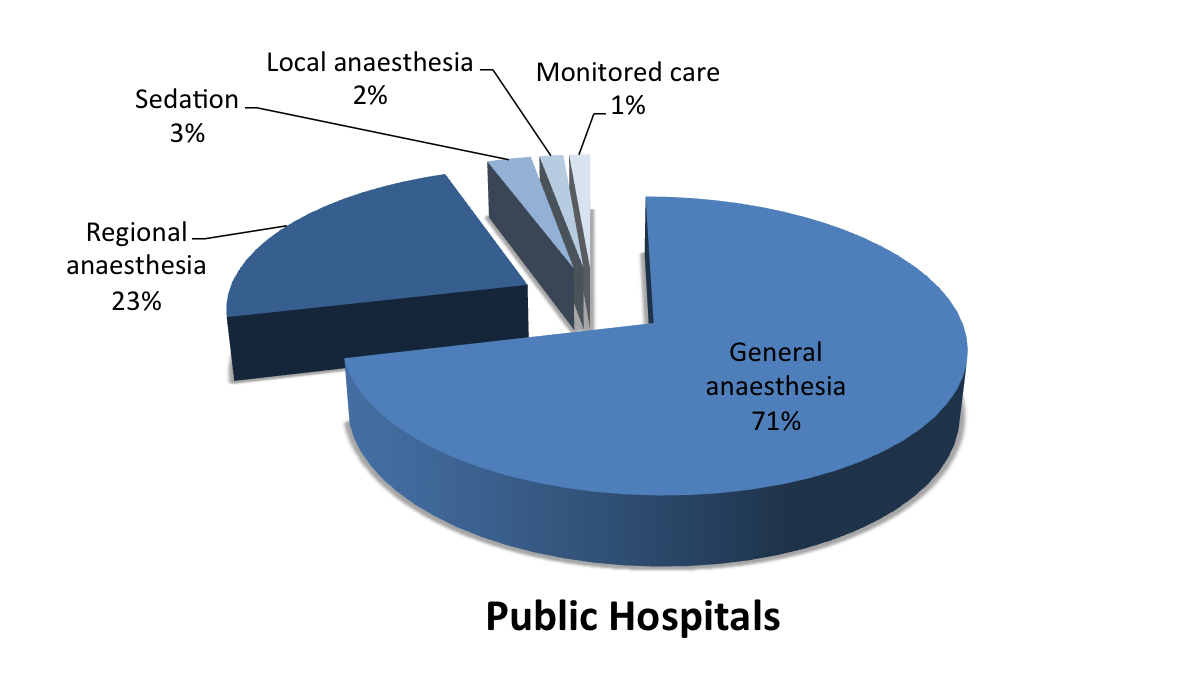 Local anaesthesia
2%
Monitored care
1%
Sedation
3%
Regional
anaesthesia
23%
General
anaesthesia
71%
Public Hospitals